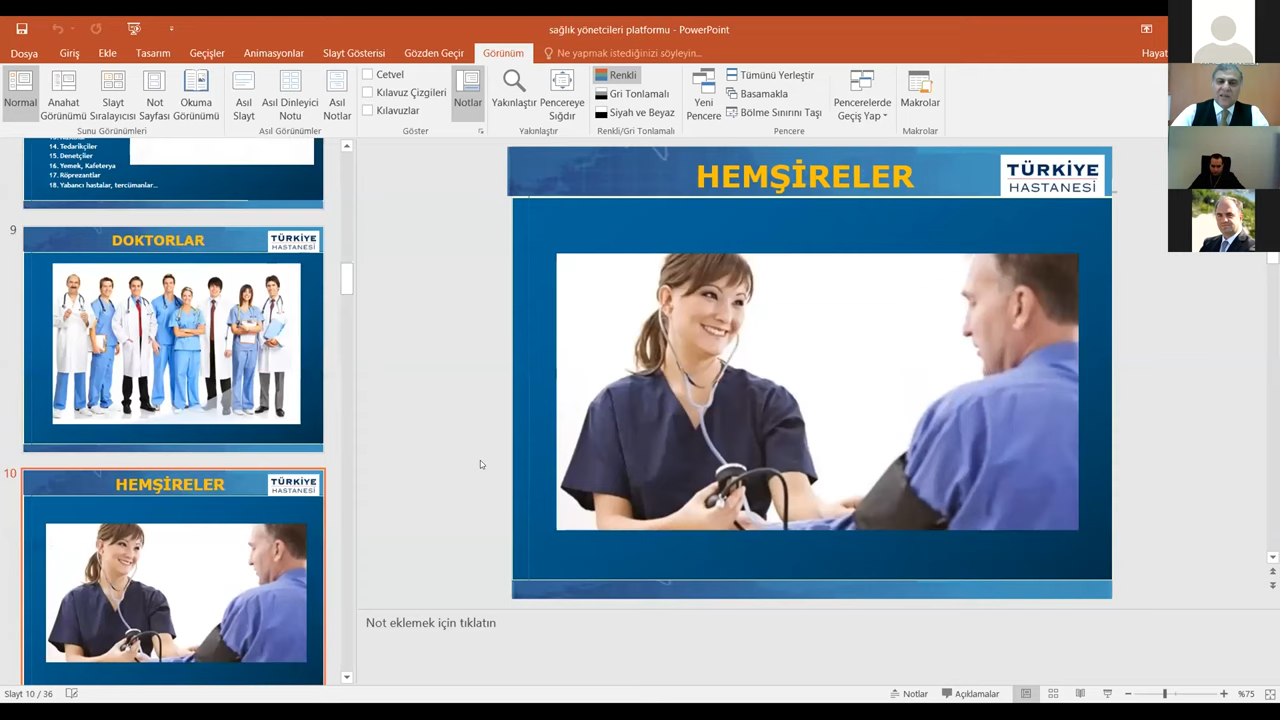 sağlık yönetcileri platformu - PowerPoint
Dosya Giriş Ekle Tasarım Geçişler Animasyonlar Slayt Gösterisi Gözden Geçir Görünüm Ne yapmak istediğinizi söyleyin... Hayat
Normal
Anahat Görünümü
Slayt Sıralayıcısı
Not Sayfası
Okuma Görünümü
Sunu Görünümleri
Asıl Slayt
Asıl Dinleyici Notu
Asıl Notlar
Asıl Görünümler
Cetvel
Kılavuz Çizgileri
Kılavuzlar
Notlar
Göster
Yakınlaştır
Pencereye Sığdır
Yakınlaştır
Renkli
Gri Tonlamalı
Siyah ve Beyaz
Renkli/Gri Tonlamalı
Yeni Pencere
Tümünü Yerleştir
Basamakla
Bölme Sınırını Taşı
Pencerelerde Geçiş Yap
Pencere
Makrolar
Makrolar
14. Tedarikçiler
15. Denetçiler
16. Yemek, Kafeterya
17. Röprezantlar
18. Yabancı hastalar, tercümanlar...
9
DOKTORLAR
TÜRKİYE
HASTANESİ
10
HEMŞİRELER
TÜRKİYE
HASTANESİ
HEMŞİRELER
TÜRKİYE
HASTANESİ
Not eklemek için tıklatın
Slayt 10 / 36
Notlar Açıklamalar %75